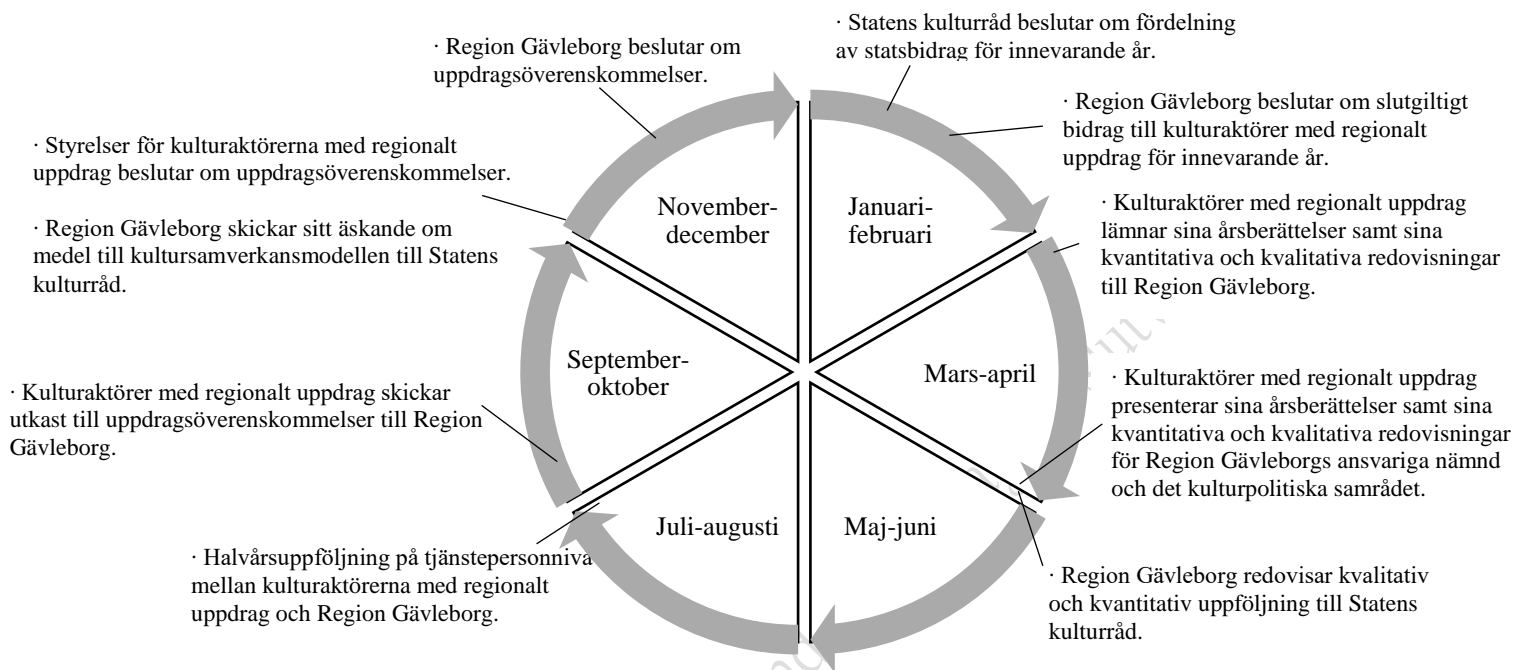 · Statens kulturråd beslutar om fördelning
av statsbidrag för innevarande år.
· Region Gävleborg beslutar om
uppdragsöverenskommelser.
· Region Gävleborg beslutar om slutgiltigt
bidrag till kulturaktörer med regionalt
uppdrag för innevarande år.
· Styrelser för kulturaktörerna med regionalt
uppdrag beslutar om uppdragsöverenskommelser.
· Region Gävleborg skickar sitt äskande om
medel till kultursamverkansmodellen till Statens
kulturråd.
November-
december
Januari-
februari
· Kulturaktörer med regionalt uppdrag
lämnar sina årsberättelser samt sina
kvantitativa och kvalitativa redovisningar
till Region Gävleborg.
September-
oktober
Mars-april
· Kulturaktörer med regionalt uppdrag skickar
utkast till uppdragsöverenskommelser till Region
Gävleborg.
· Kulturaktörer med regionalt uppdrag
presenterar sina årsberättelser samt sina
kvantitativa och kvalitativa redovisningar
för Region Gävleborgs ansvariga nämnd
och det kulturpolitiska samrådet.
Juli-augusti
Maj-juni
· Halvårsuppföljning på tjänstepersonnivå
mellan kulturaktörerna med regionalt
uppdrag och Region Gävleborg.
· Region Gävleborg redovisar kvalitativ
och kvantitativ uppföljning till Statens
kulturråd.